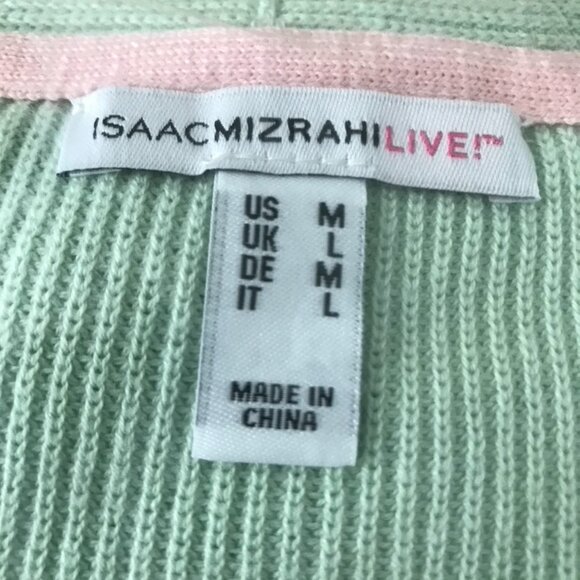 ISAACMIZRAHILIVE!™
US M
UK L
DE M
IT L
MADE IN
CHINA